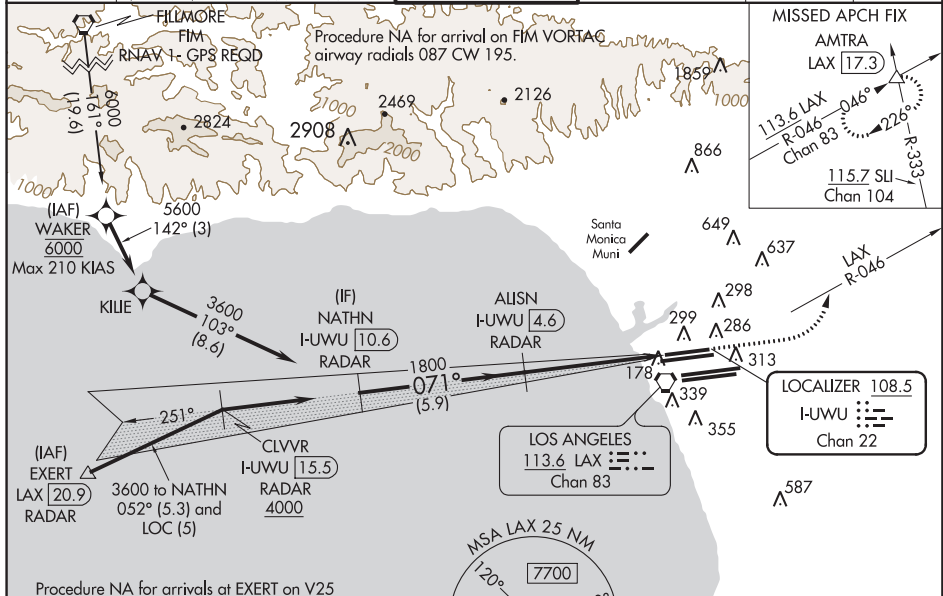 FILLMORE
FIM
RNAV 1- GPS REQD
Procedure NA for arrival on FIM VORTAC
airway radials 087 CW 195.
MISSED APCH FIX
AMTRA
LAX 17.3
113.6 LAX
R-046
Chan 83
046°
226°
R-333
115.7 SLI
Chan 104
6000
161°
(19.6)
2824
2908
1000
2469
2000
2126
1859
1000
1000
866
(IAF)
WAKER
6000
Max 210 KIAS
5600
142° (3)
KILIE
3600
103°
(8.6)
Santa
Monica
Muni
649
637
298
299
286
313
178
339
355
587
LAX
R-046
(IF)
NATHN
I-UWU 10.6
RADAR
ALISN
I-UWU 4.6
RADAR
1800
071°
(5.9)
251°
(IAF)
EXERT
LAX 20.9
RADAR
3600 to NATHN
052° (5.3) and
LOC (5)
CLVVR
I-UWU 15.5
RADAR
4000
LOS ANGELES
113.6 LAX
Chan 83
LOCALIZER 108.5
I-UWU
Chan 22
MSA LAX 25 NM
120°
7700
Procedure NA for arrivals at EXERT on V25